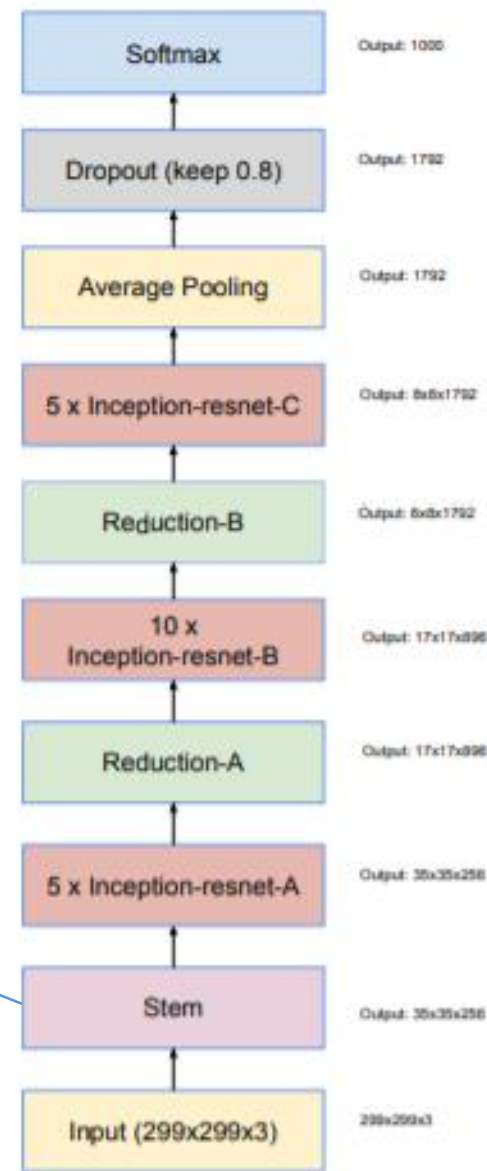 Softmax
Output: 1000
Dropout (keep 0.8)
Output: 1792
Average Pooling
Output: 1792
5 x Inception-resnet-C
Output: 8x8x1792
Reduction-B
Output: 8x8x1792
10 x
Inception-resnet-B
Output: 17x17x896
Reduction-A
Output: 17x17x896
5 x Inception-resnet-A
Output: 35x35x256
Stem
Output: 35x35x256
Input (299x299x3)
299x299x3